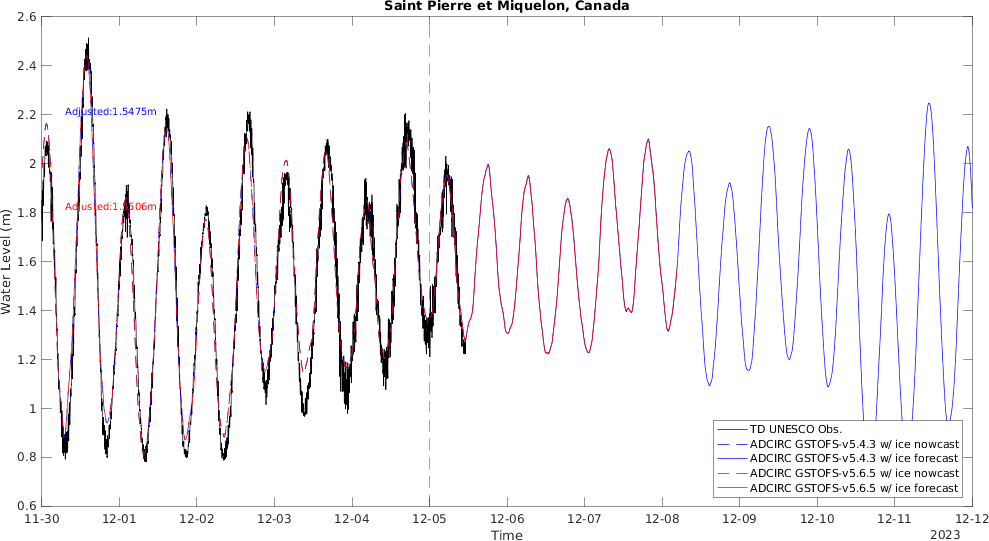 Saint Pierre et Miquelon, Canada
Water Level (m)
2.6
2.4
2.2
2
1.8
1.6
1.4
1.2
1
0.8
0.6
Adjusted:1.5475m
TD UNESCO Obs.
ADCIRC GSTOFS-v5.4.3 w/ ice nowcast
ADCIRC GSTOFS-v5.4.3 w/ ice forecast
ADCIRC GSTOFS-v5.6.5 w/ ice nowcast
ADCIRC GSTOFS-v5.6.5 w/ ice forecast
11-30
12-01
12-02
12-03
12-04
12-05
12-06
12-07
12-08
12-09
12-10
12-11
12-12
Time
2023